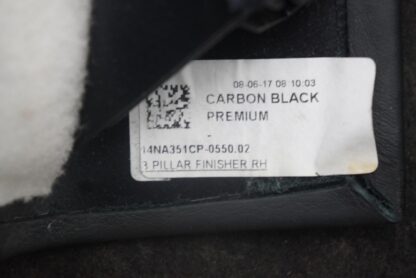 08-06-17 08 10:03
CARBON BLACK
PREMIUM
14NA351CP-0550.02
PILLAR FINISHER RH